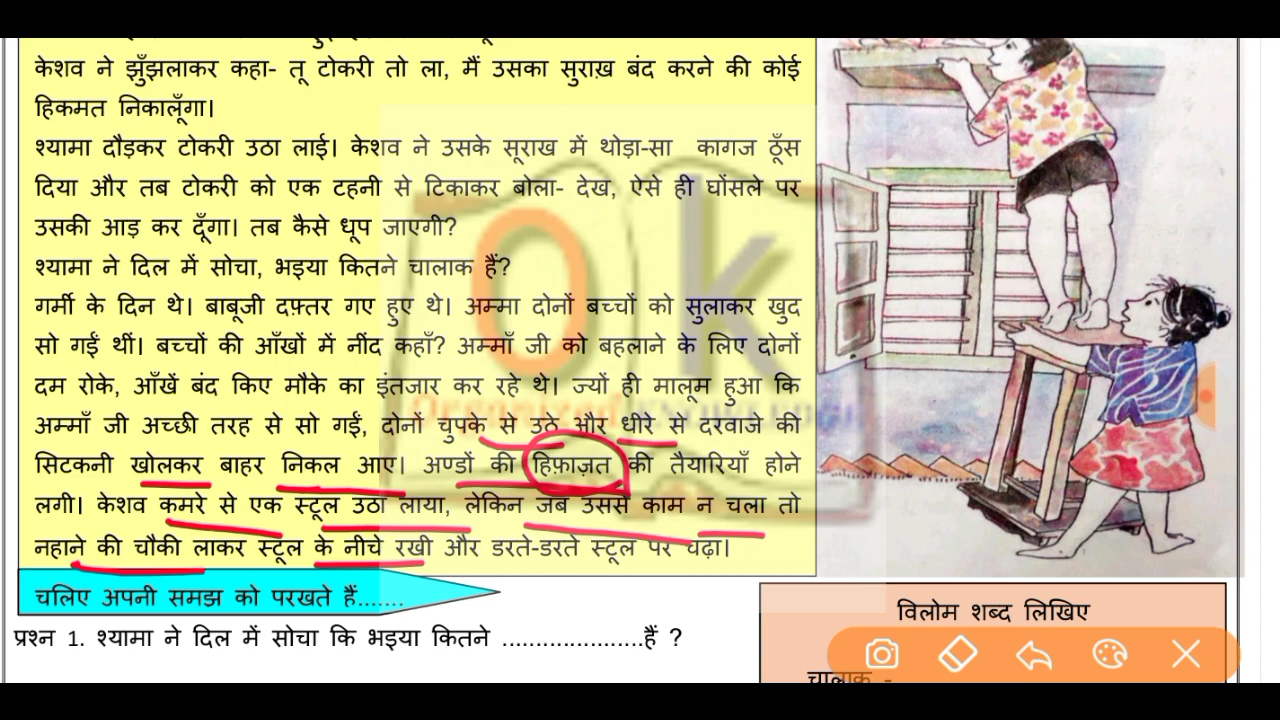 केशव ने झुँझलाकर कहा- तू टोकरी तो ला, मैं उसका सुराख़ बंद करने की कोई
हिकमत निकालूँगा।
श्यामा दौड़कर टोकरी उठा लाई। केशव ने उसके सूराख में थोड़ा-सा कागज ठूँस
दिया और तब टोकरी को एक टहनी से टिकाकर बोला- देख, ऐसे ही घोंसले पर
उसकी आड़ कर दूँगा। तब कैसे धूप जाएगी?
श्यामा ने दिल में सोचा, भइया कितने चालाक हैं?
गर्मी के दिन थे। बाबूजी दफ़्तर गए हुए थे। अम्मा दोनों बच्चों को सुलाकर खुद
सो गईं थीं। बच्चों की आँखों में नींद कहाँ? अम्माँ जी को बहलाने के लिए दोनों
दम रोके, आँखें बंद किए मौके का इंतजार कर रहे थे। ज्यों ही मालूम हुआ कि
अम्माँ जी अच्छी तरह से सो गईं, दोनों चुपके से उठे और धीरे से दरवाजे की
सिटकनी खोलकर बाहर निकल आए। अण्डों की हिफ़ाज़त की तैयारियाँ होने
लगी। केशव कमरे से एक स्टूल उठा लाया, लेकिन जब उससे काम न चला तो
नहाने की चौकी लाकर स्टूल के नीचे रखी और डरते-डरते स्टूल पर चढ़ा।
चलिए अपनी समझ को परखते हैं.......
प्रश्न 1. श्यामा ने दिल में सोचा कि भइया कितने .....................हैं ?
विलोम शब्द लिखिए
चालाक -
ok